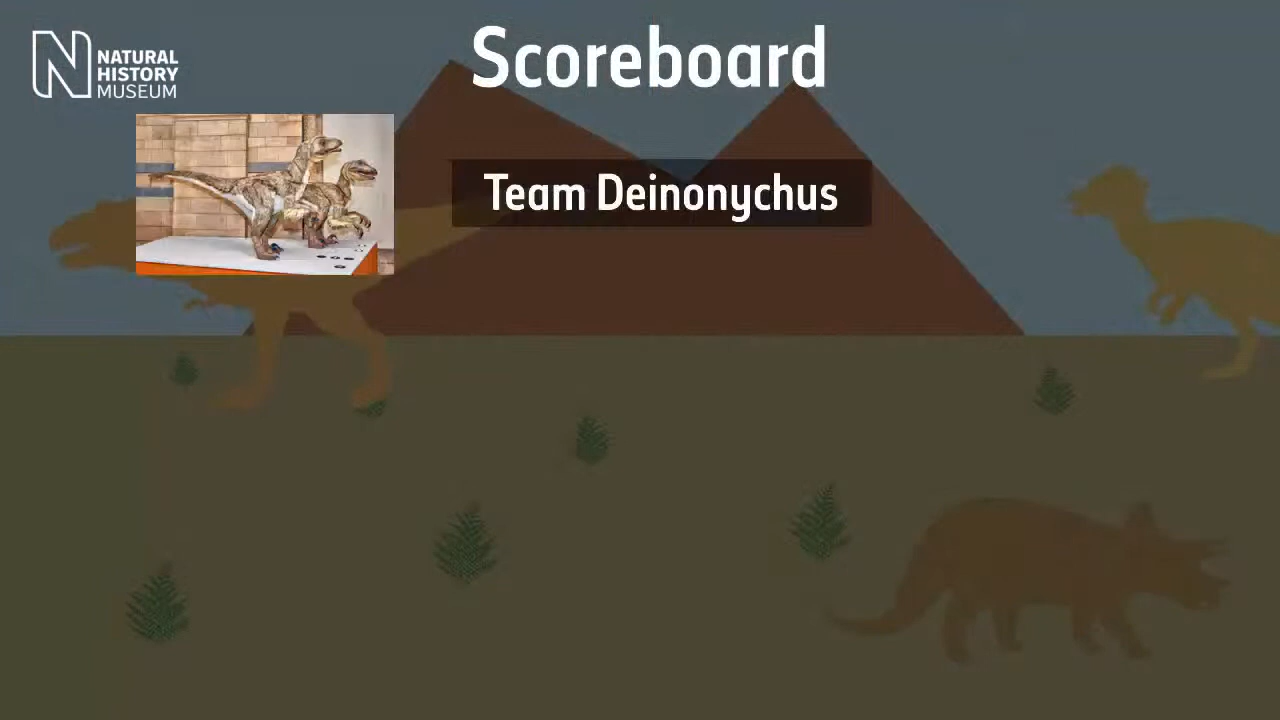 NATURAL
HISTORY
MUSEUM
Scoreboard
Team Deinonychus